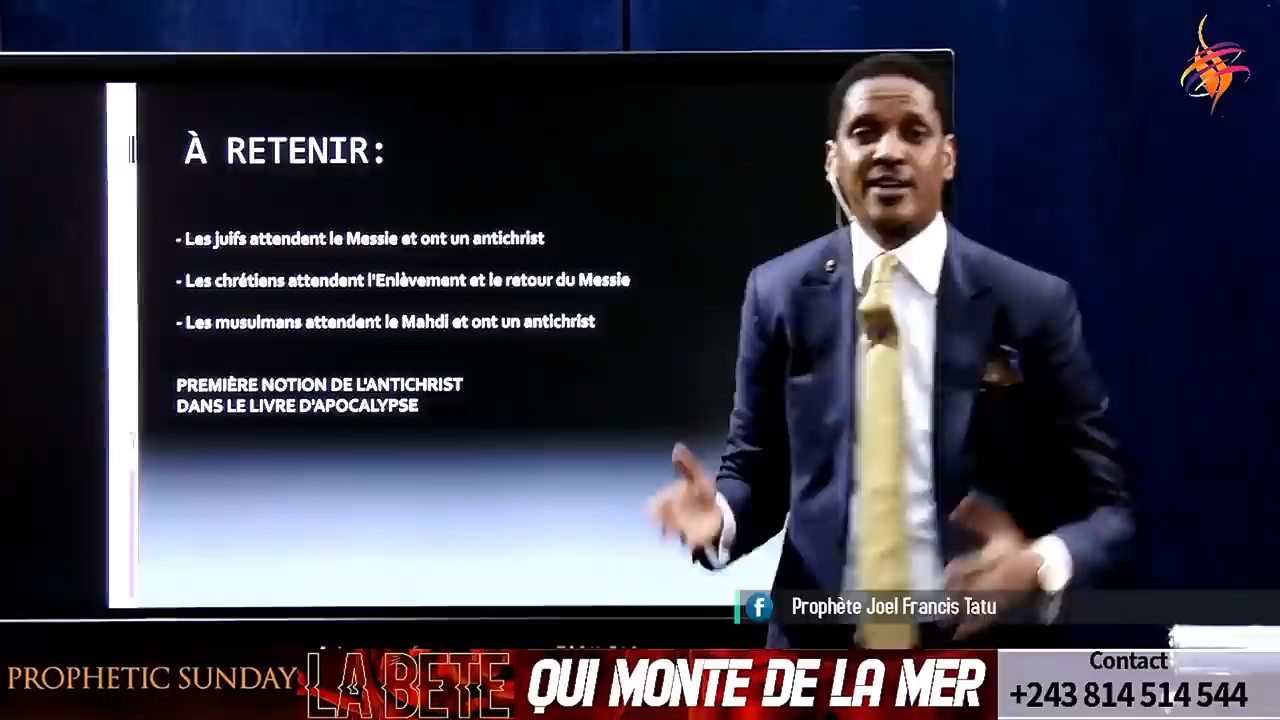 À RETENIR:
- Les juifs attendent le Messie et ont un antichrist
- Les chrétiens attendent l'Enlèvement et le retour du Messie
- Les musulmans attendent le Mahdi et ont un antichrist
PREMIÈRE NOTION DE L'ANTICHRIST
DANS LE LIVRE D'APOCALYPSE
Prophète Joel Francis Tatu
PROPHETIC SUNDAY LA BETE QUI MONTE DE LA MER
Contact
+243 814 514 544